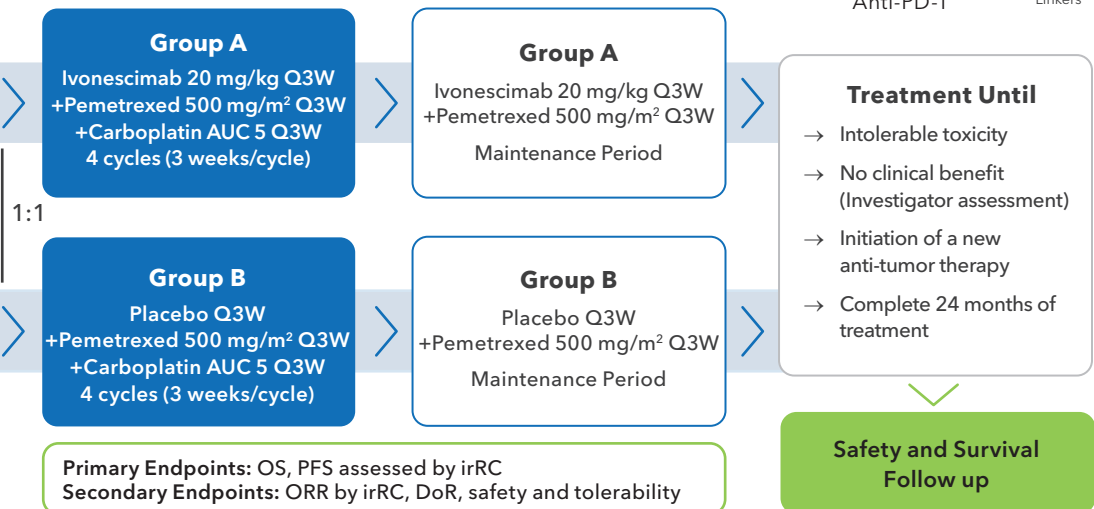 Anti-PD-1
Linkers
Group A
Ivonescimab 20 mg/kg Q3W
+Pemetrexed 500 mg/m² Q3W
+Carboplatin AUC 5 Q3W
4 cycles (3 weeks/cycle)
Group A
Ivonescimab 20 mg/kg Q3W
+Pemetrexed 500 mg/m² Q3W
Maintenance Period
Treatment Until
→ Intolerable toxicity
→ No clinical benefit
(Investigator assessment)
→ Initiation of a new
anti-tumor therapy
→ Complete 24 months of
treatment
1:1
Group B
Placebo Q3W
+Pemetrexed 500 mg/m² Q3W
+Carboplatin AUC 5 Q3W
4 cycles (3 weeks/cycle)
Group B
Placebo Q3W
+Pemetrexed 500 mg/m² Q3W
Maintenance Period
Primary Endpoints: OS, PFS assessed by irRC
Secondary Endpoints: ORR by irRC, DoR, safety and tolerability
Safety and Survival
Follow up